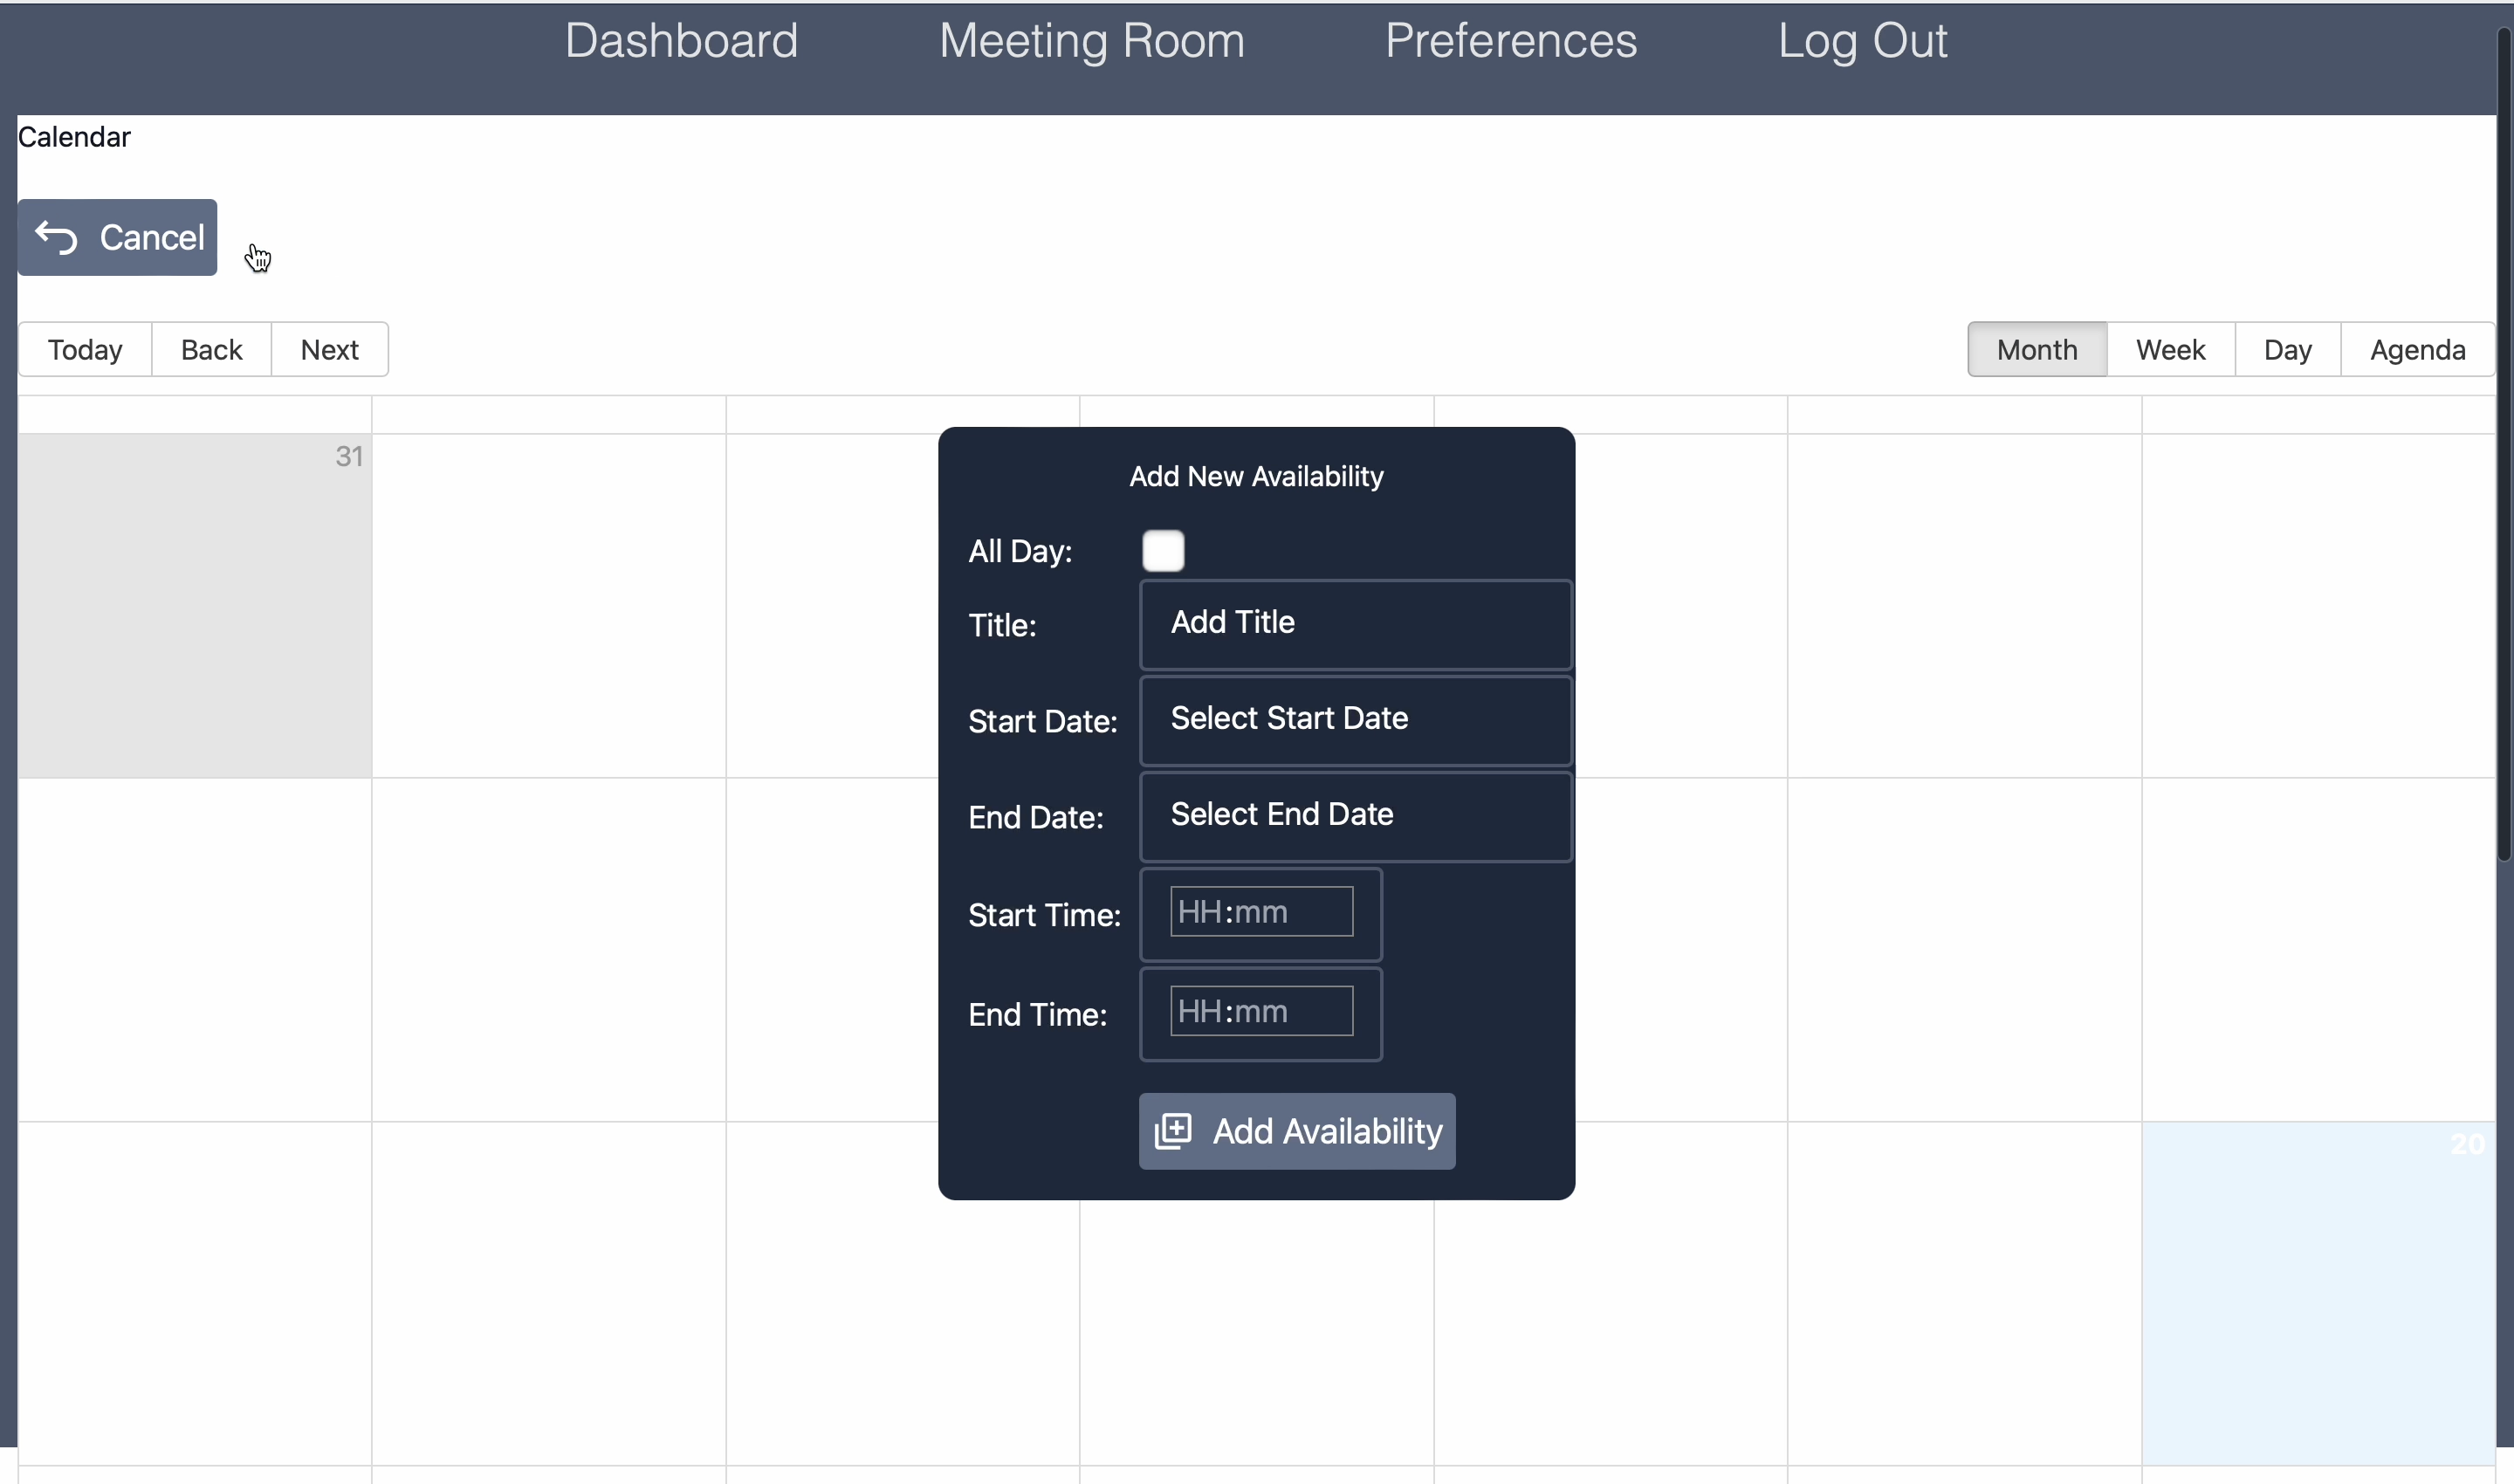 Dashboard Meeting Room Preferences Log Out
Calendar
Cancel
Today Back Next Month Week Day Agenda
31
Add New Availability
All Day:
Title: Add Title
Start Date: Select Start Date
End Date: Select End Date
Start Time: HH:mm
End Time: HH:mm
Add Availability
20